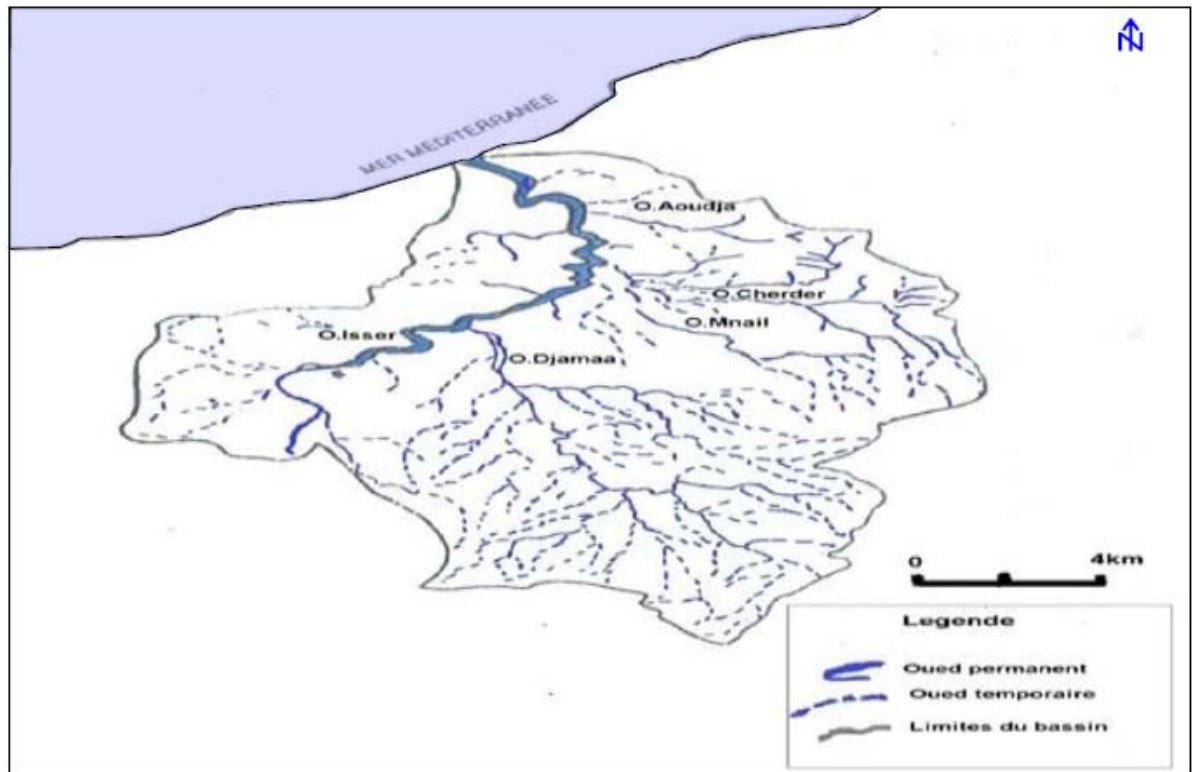 N
MER MEDITERRANEE
O.Aoudja
O.Cherder
O.Mnail
O.Isser
O.Djamaa
0 4km
Legende
Oued permanent
Oued temporaire
Limites du bassin